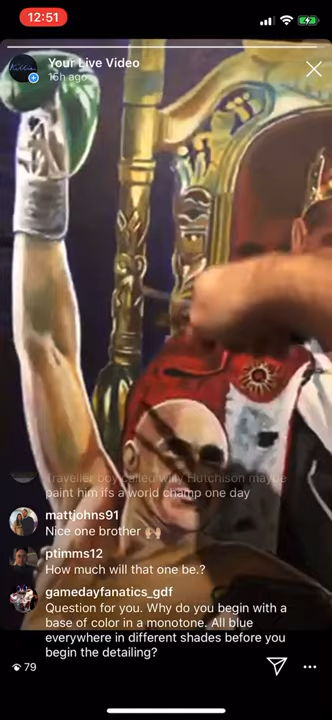 12:51
Your Live Video
15h ago
Traveller boy called willy Hutchison maybe
paint him ifs a world champ one day
mattjohns91
Nice one brother 🙌🏼
ptimms12
How much will that one be.?
gamedayfanatics_gdf
Question for you. Why do you begin with a
base of color in a monotone. All blue
everywhere in different shades before you
begin the detailing?
79